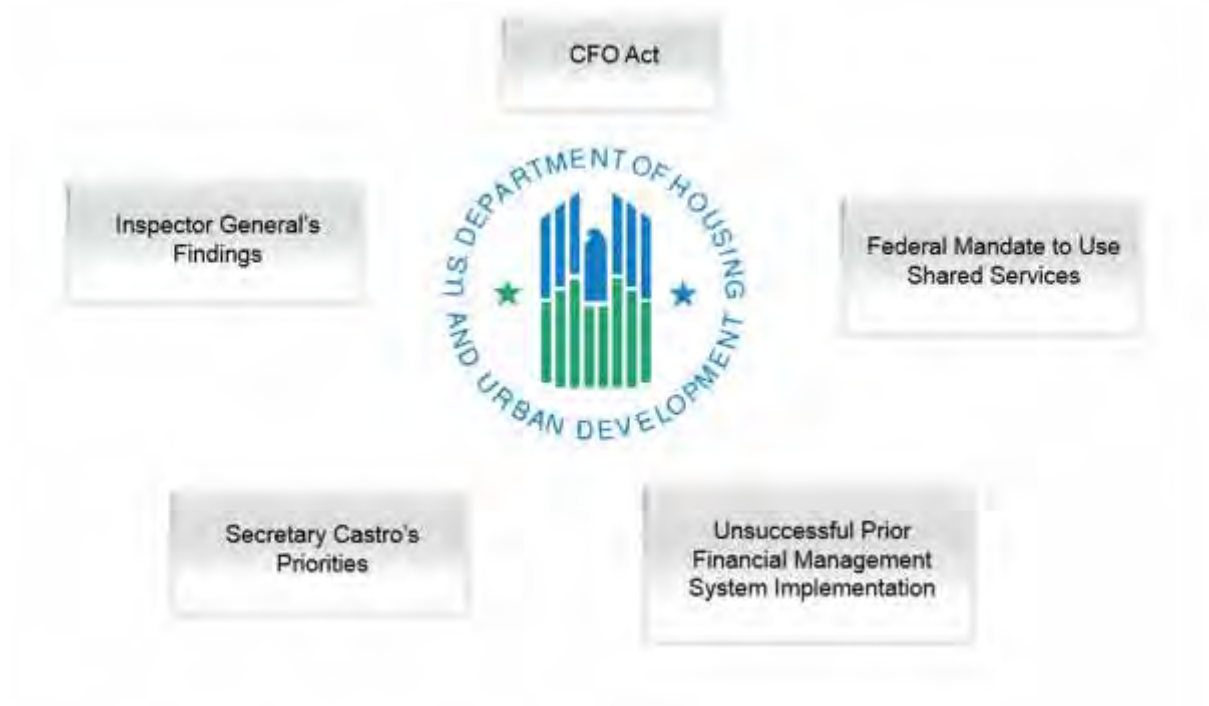 CFO Act
Inspector General's
Findings
U.S. DEPARTMENT OF HOUSING
AND URBAN DEVELOPMENT
Federal Mandate to Use
Shared Services
Secretary Castro's
Priorities
Unsuccessful Prior
Financial Management
System Implementation